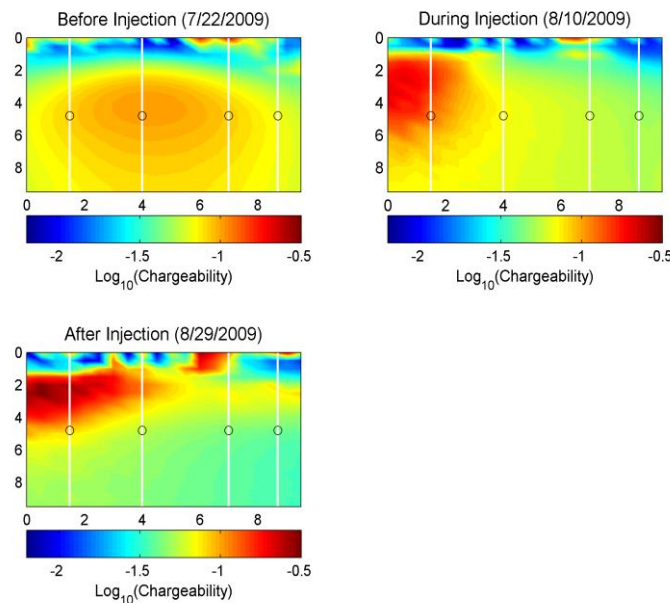 Before Injection (7/22/2009)
0
2
4
6
8
0 2 4 6 8
-2 -1.5 -1 -0.5
Log10(Chargeability)
During Injection (8/10/2009)
0
2
4
6
8
0 2 4 6 8
-2 -1.5 -1 -0.5
Log10(Chargeability)
After Injection (8/29/2009)
0
2
4
6
8
0 2 4 6 8
-2 -1.5 -1 -0.5
Log10(Chargeability)